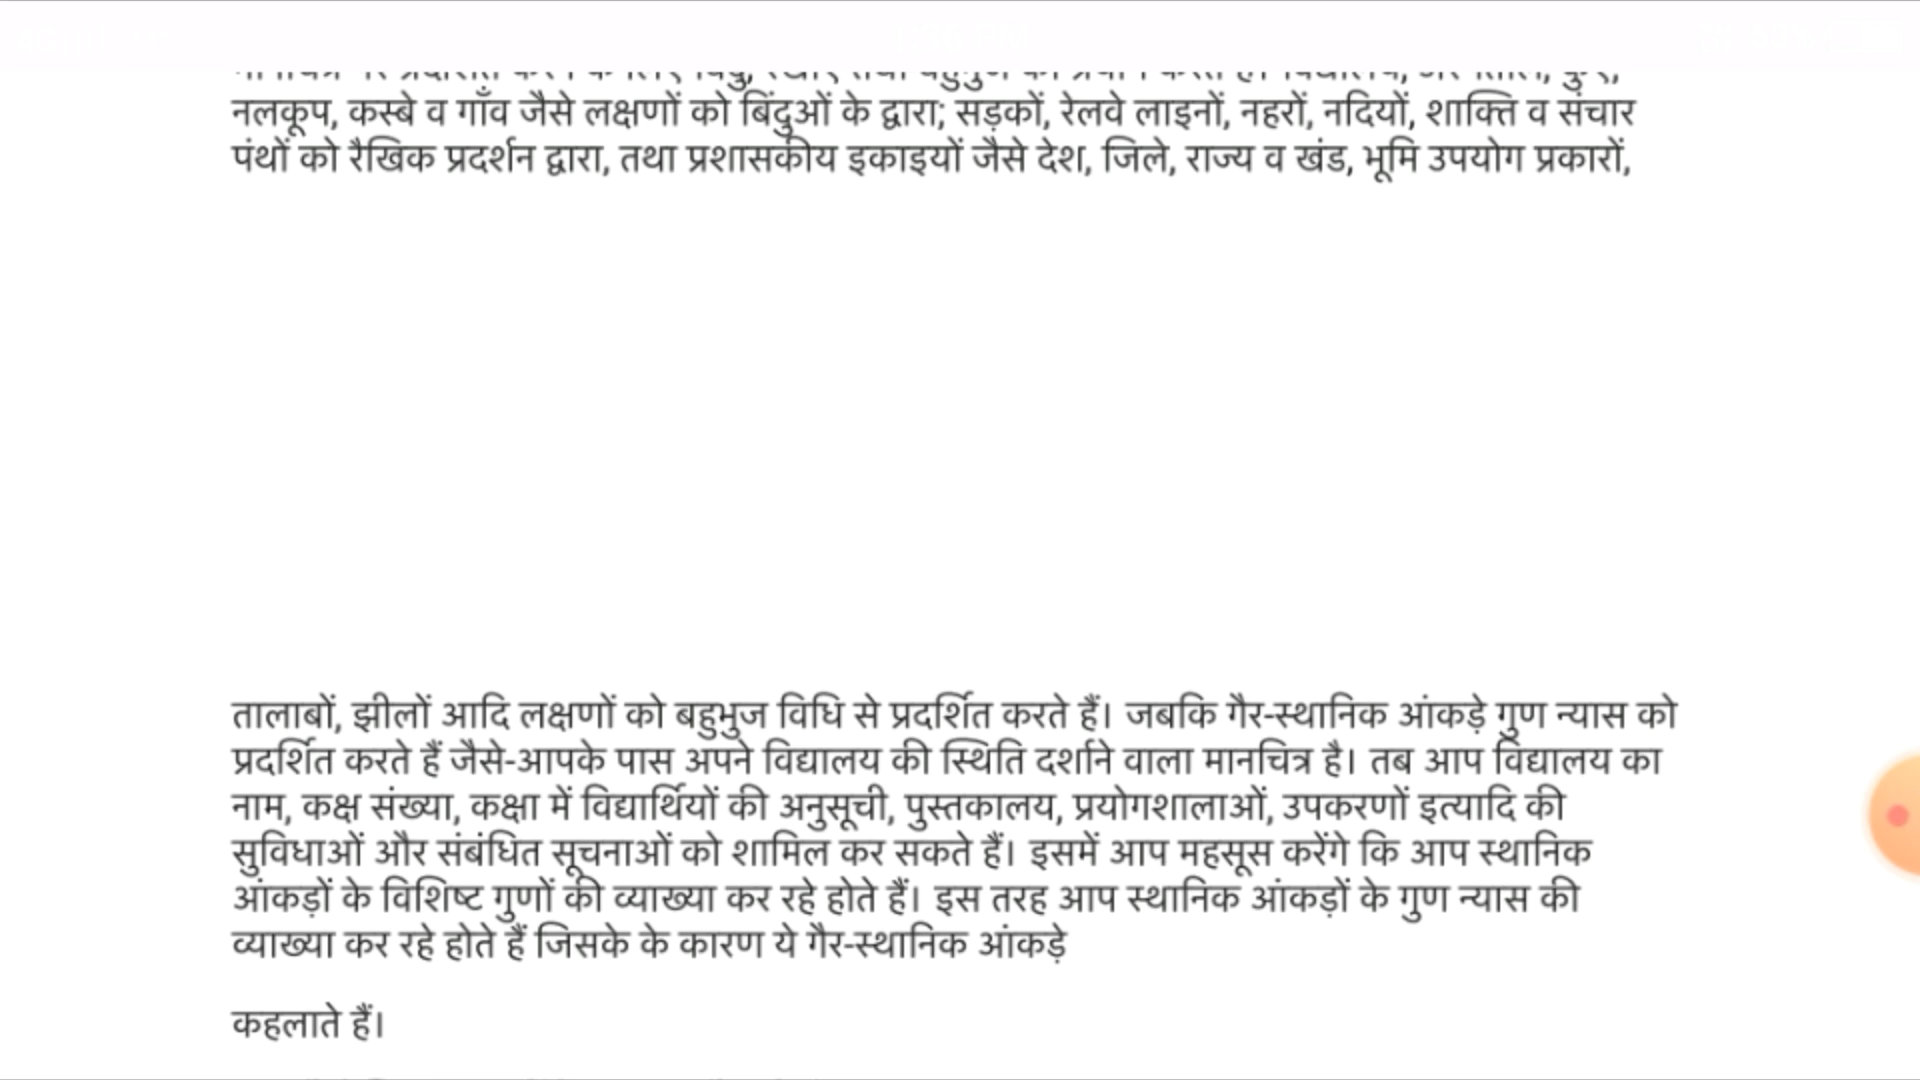 नलकूप, कस्बे व गाँव जैसे लक्षणों को बिंदुओं के द्वारा; सड़कों, रेलवे लाइनों, नहरों, नदियों, शाक्ति व संचार
पंथों को रैखिक प्रदर्शन द्वारा, तथा प्रशासकीय इकाइयों जैसे देश, जिले, राज्य व खंड, भूमि उपयोग प्रकारों,
तालाबों, झीलों आदि लक्षणों को बहुभुज विधि से प्रदर्शित करते हैं। जबकि गैर-स्थानिक आंकड़े गुण न्यास को
प्रदर्शित करते हैं जैसे-आपके पास अपने विद्यालय की स्थिति दर्शाने वाला मानचित्र है। तब आप विद्यालय का
नाम, कक्ष संख्या, कक्षा में विद्यार्थियों की अनुसूची, पुस्तकालय, प्रयोगशालाओं, उपकरणों इत्यादि की
सुविधाओं और संबंधित सूचनाओं को शामिल कर सकते हैं। इसमें आप महसूस करेंगे कि आप स्थानिक
आंकड़ों के विशिष्ट गुणों की व्याख्या कर रहे होते हैं। इस तरह आप स्थानिक आंकड़ों के गुण न्यास की
व्याख्या कर रहे होते हैं जिसके के कारण ये गैर-स्थानिक आंकड़े
कहलाते हैं।